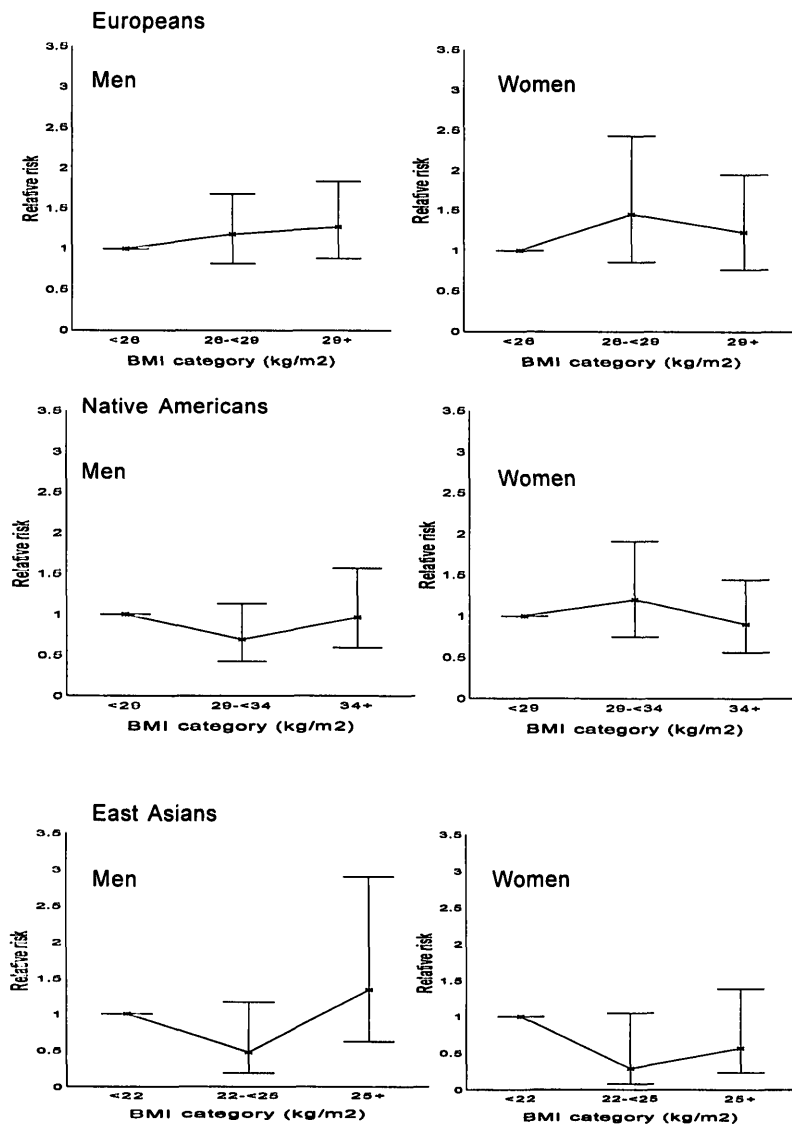 Europeans
Men
3.5
3
2.5
2
1.5
1
0.5
0
Relative risk
<26 26-<29 29+
BMI category (kg/m2)
Women
3.5
3
2.5
2
1.5
1
0.5
0
Relative risk
<26 26-<29 29+
BMI category (kg/m2)
Native Americans
Men
3.5
3
2.5
2
1.5
1
0.5
0
Relative risk
<29 29-<34 34+
BMI category (kg/m2)
Women
3.5
3
2.5
2
1.5
1
0.5
0
Relative risk
<29 29-<34 34+
BMI category (kg/m2)
East Asians
Men
3.5
3
2.5
2
1.5
1
0.5
0
Relative risk
<22 22-<25 25+
BMI category (kg/m2)
Women
3.5
3
2.5
2
1.5
1
0.5
0
Relative risk
<22 22-<25 25+
BMI category (kg/m2)